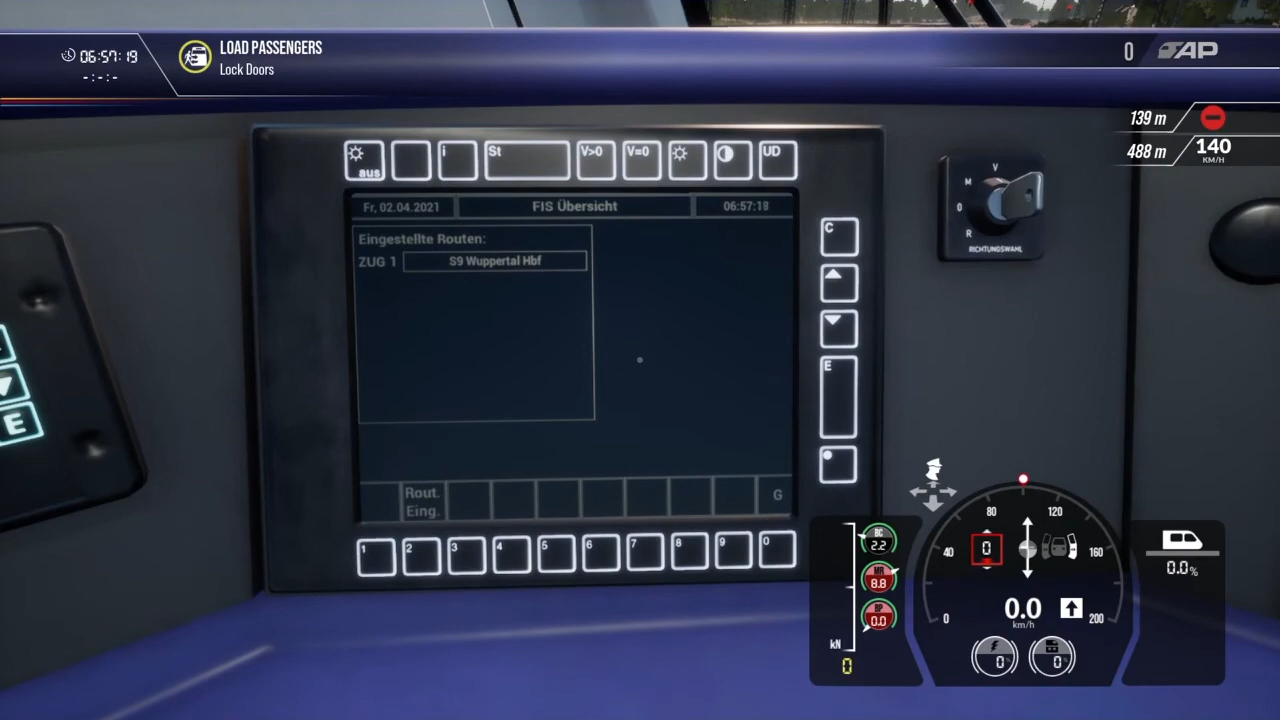 06:57:19
-:-:-
LOAD PASSENGERS
Lock Doors
0
AP
139 m
488 m
140
KM/H
aus
i
St
V>0
V=0
UD
Fr, 02.04.2021
FIS Übersicht
06:57:18
Eingestellte Routen:
ZUG 1
S9 Wuppertal Hbf
Rout.
Eing.
G
1
2
3
4
5
6
7
8
9
0
C
E
V
M
0
R
RICHTUNGSWAHL
E
BC
2.2
MR
8.8
BP
0.0
kN
0
0
40
80
120
160
200
0
0.0
km/h
0
0
0.0%